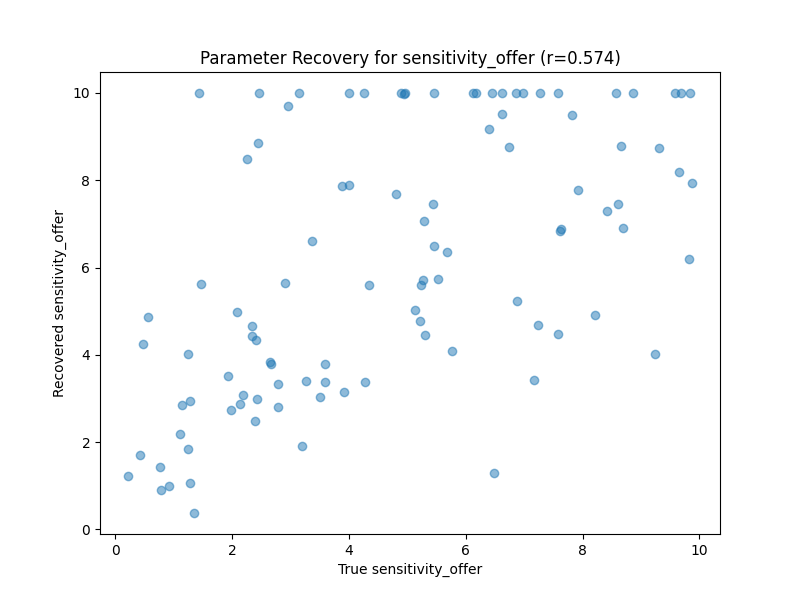 Parameter Recovery for sensitivity_offer (r=0.574)
10
8
6
4
2
0
Recovered sensitivity_offer
0 2 4 6 8 10
True sensitivity_offer